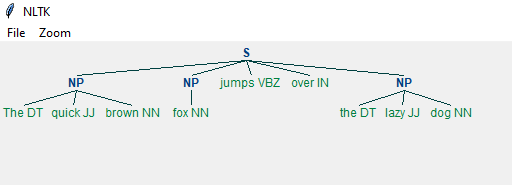 NLTK
File Zoom
S
NP NP jumps VBZ over IN NP
The DT quick JJ brown NN fox NN the DT lazy JJ dog NN